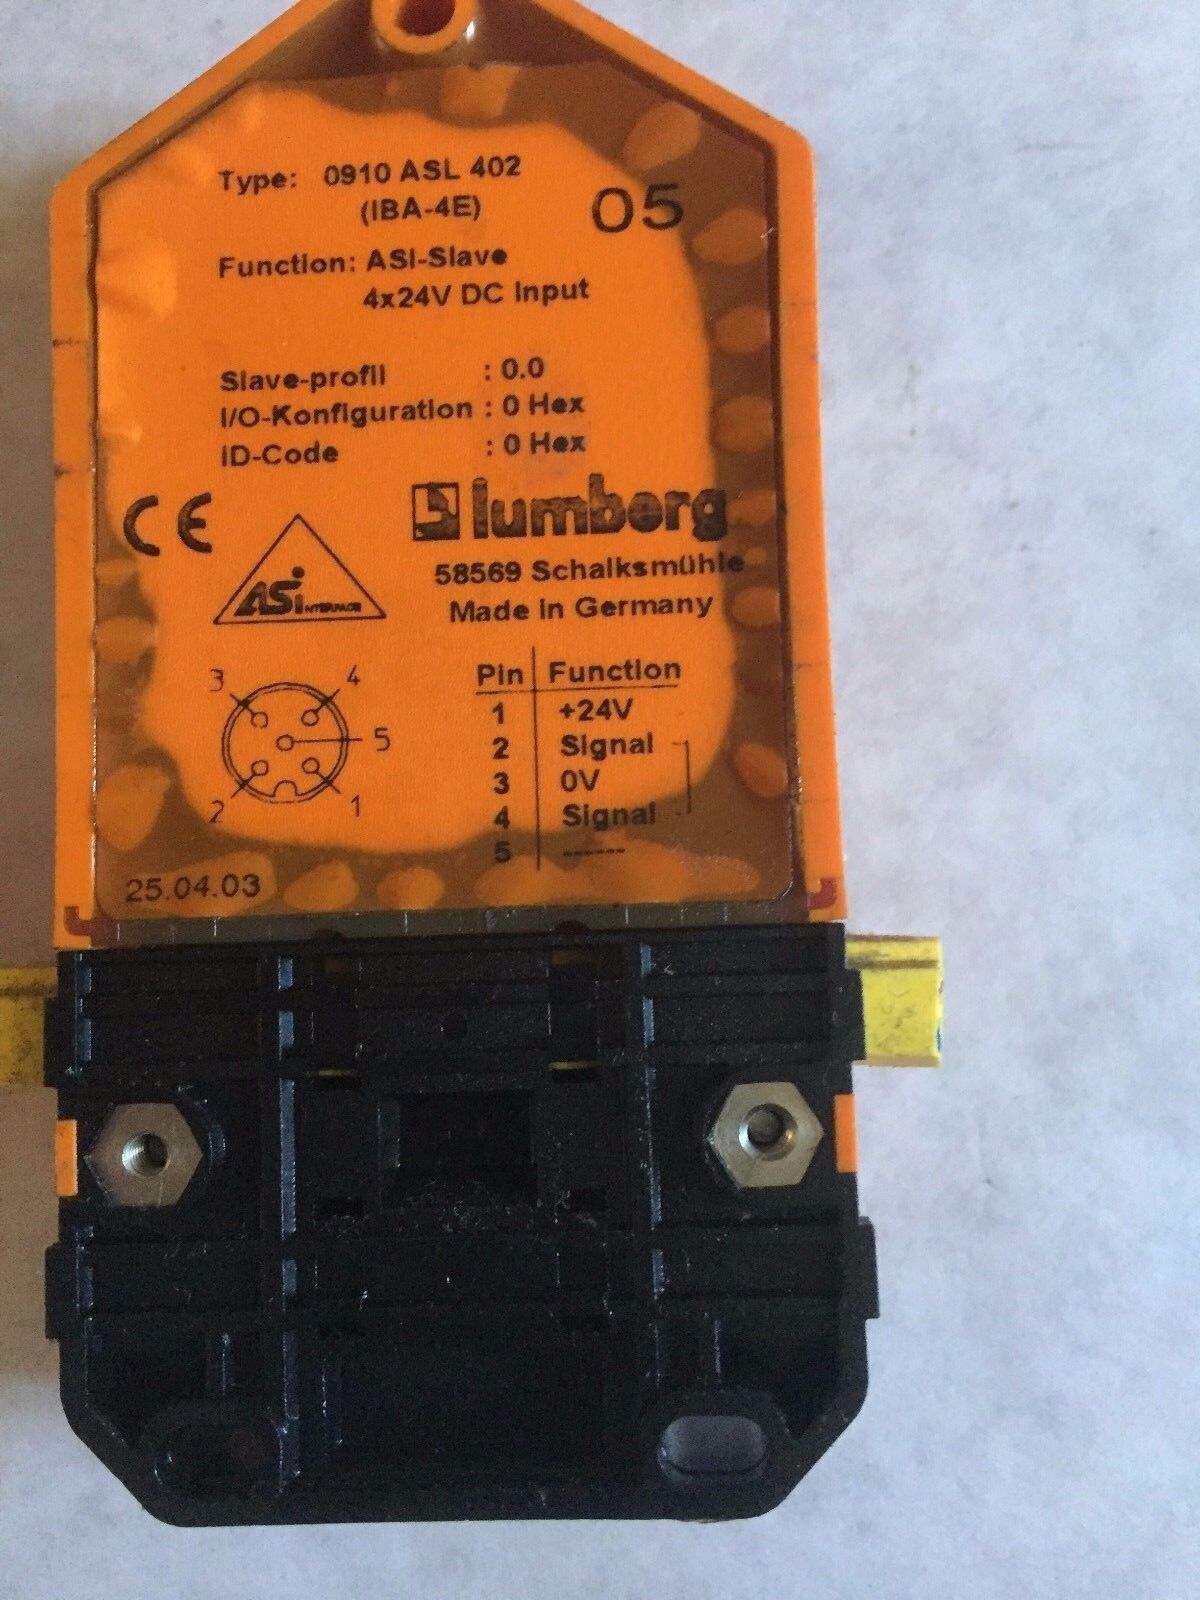 Type: 0910 ASL 402
(IBA-4E)
05
Function: ASI-Slave
4x24V DC Input
Slave-profil : 0.0
I/O-Konfiguration : 0 Hex
ID-Code : 0 Hex
CE
lumberg
ASi INTERFACE
58569 Schalksmühle
Made in Germany
3 4
5
2 1
Pin Function
1 +24V
2 Signal
3 0V
4 Signal
5 ------
25.04.03